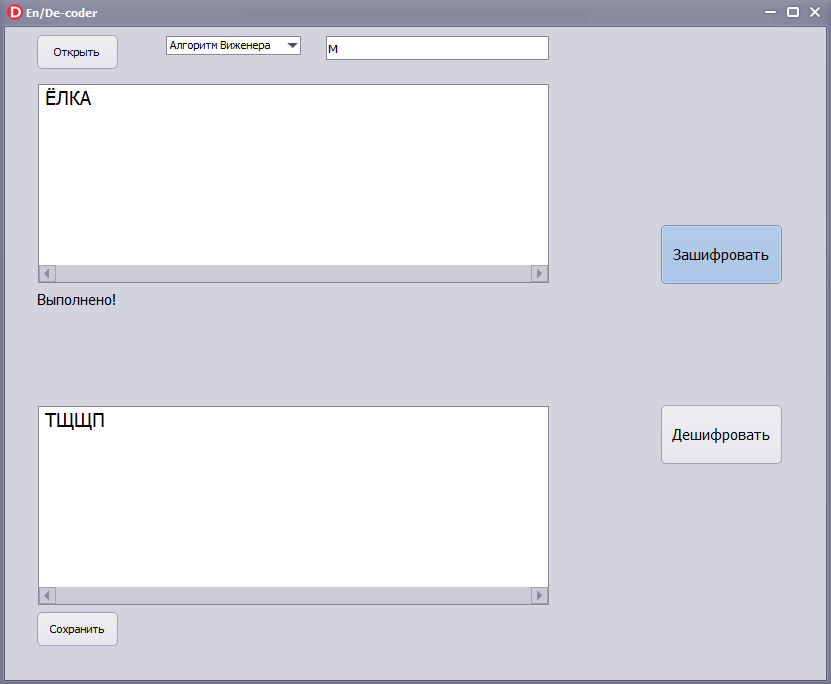 D En/De-coder
Открыть
Алгоритм Виженера
м
ЁЛКА
Зашифровать
Выполнено!
ТЩЩП
Дешифровать
Сохранить